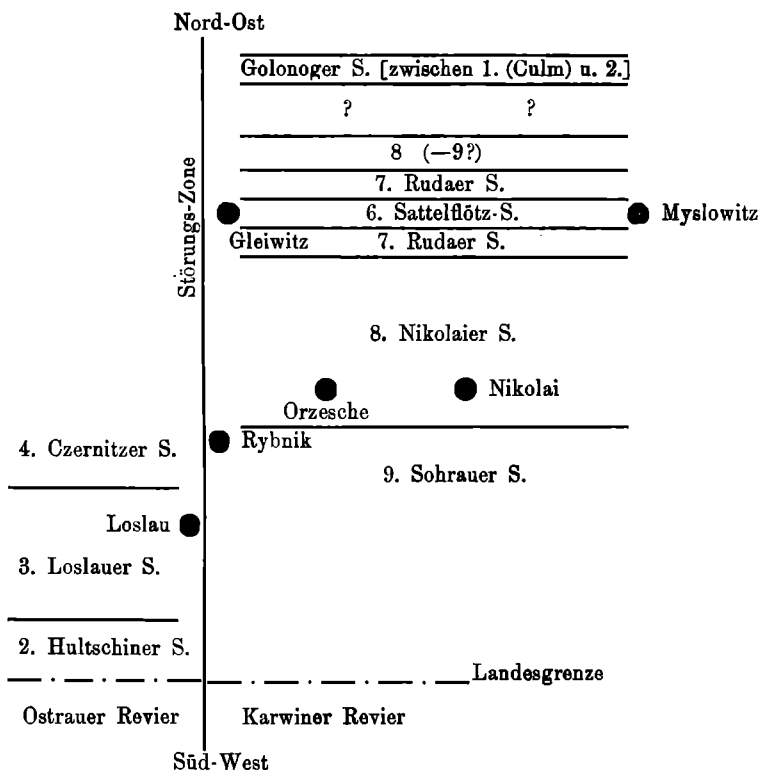 Nord-Ost
Golonoger S. [zwischen 1. (Culm) u. 2.]
? ?
8 (—9?)
7. Rudaer S.
6. Sattelflötz-S.
Myslowitz
Gleiwitz
7. Rudaer S.
Störungs-Zone
8. Nikolaier S.
Nikolai
Orzesche
4. Czernitzer S.
Rybnik
9. Sohrauer S.
Loslau
3. Loslauer S.
2. Hultschiner S.
Landesgrenze
Ostrauer Revier
Karwiner Revier
Süd-West